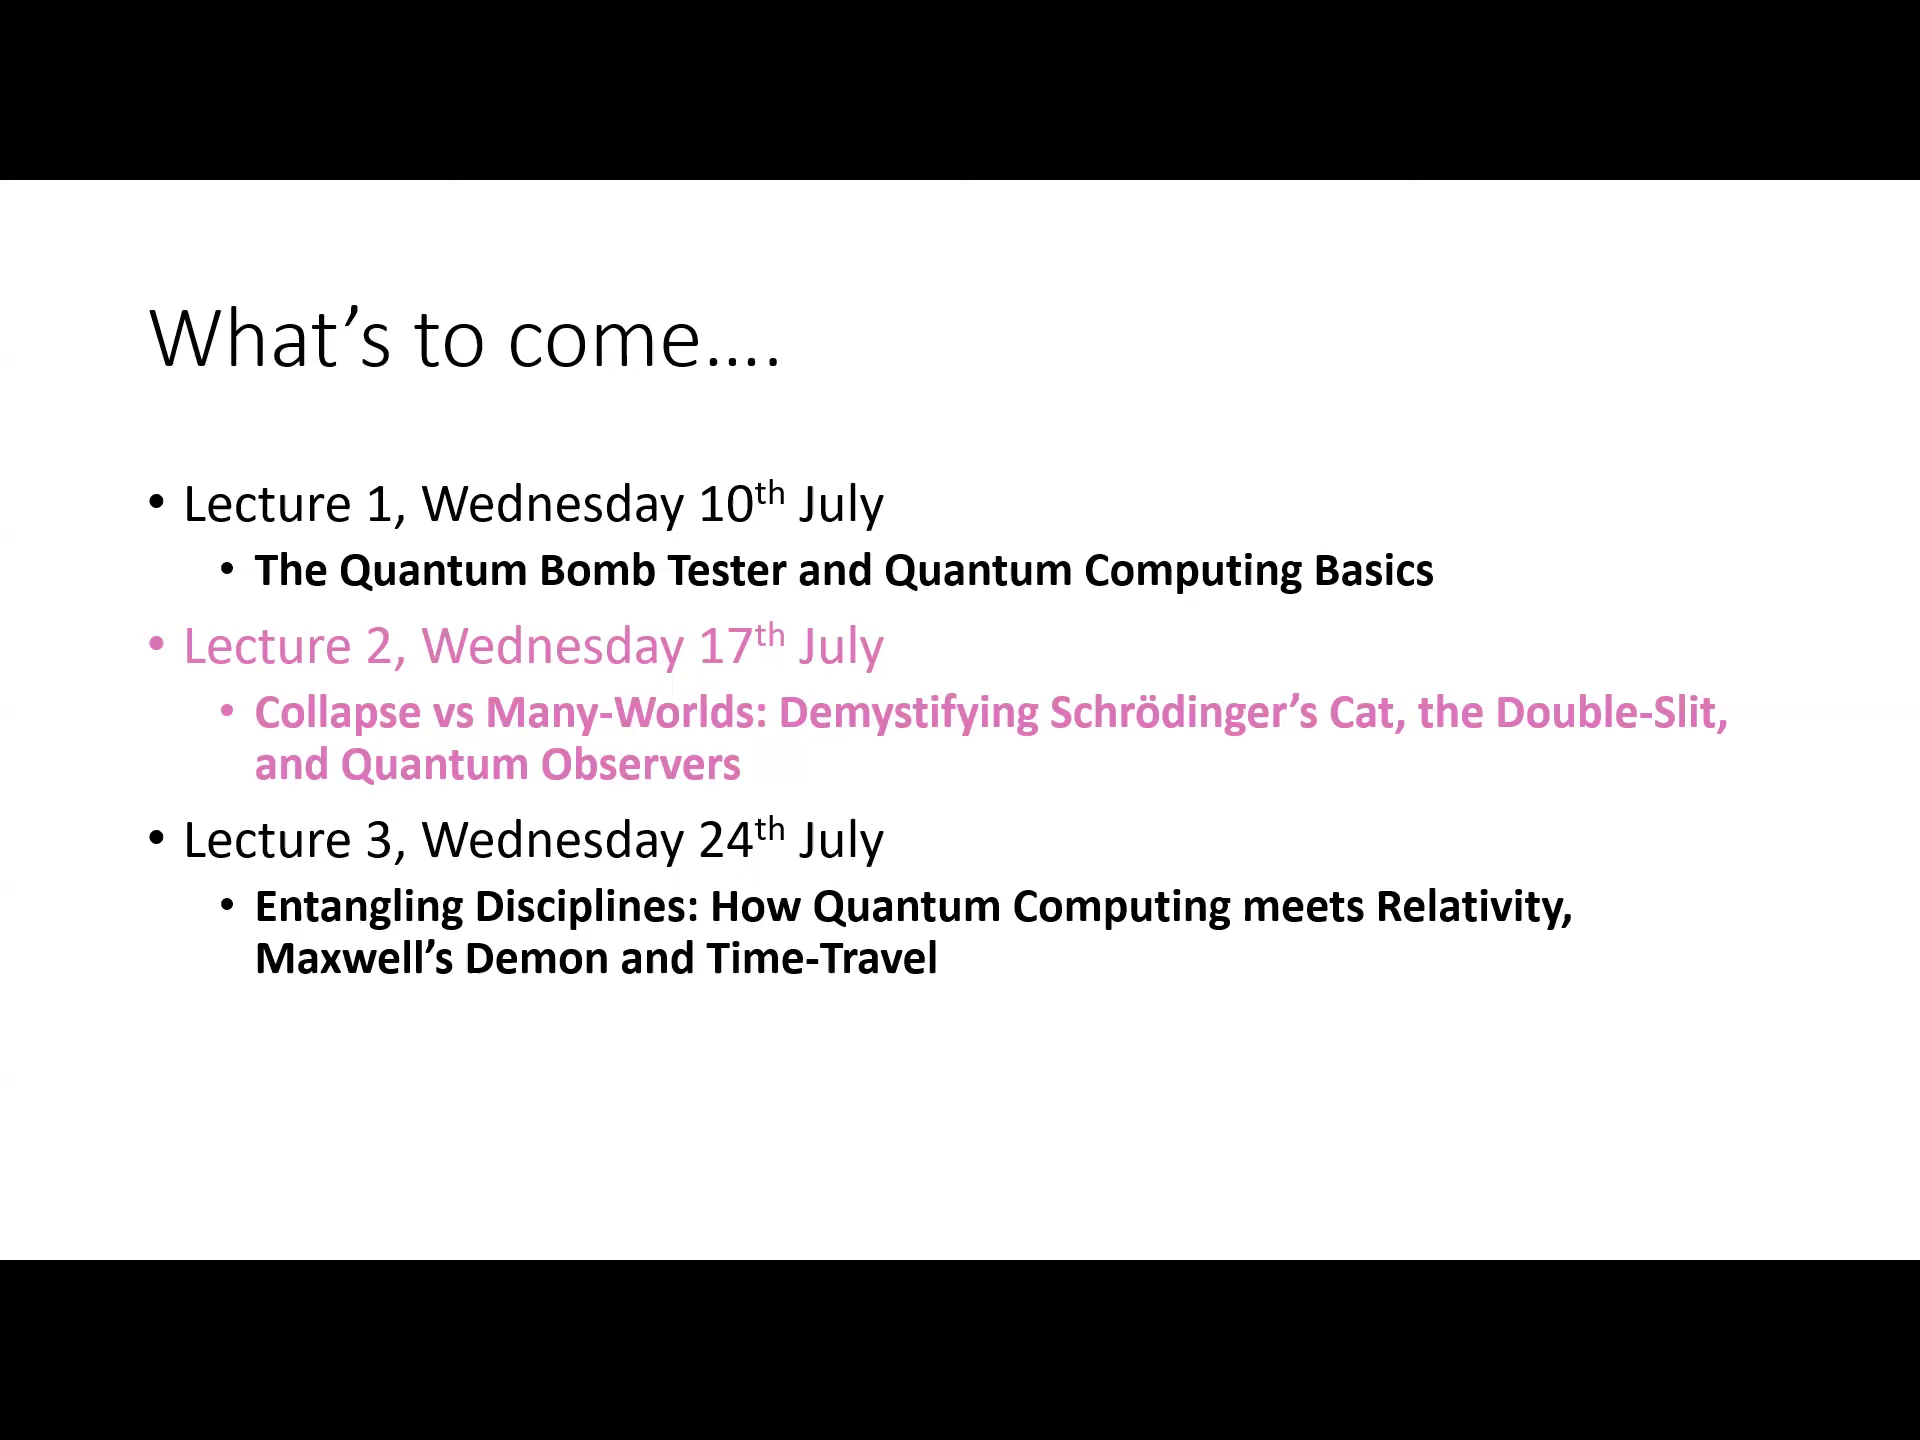 What’s to come....
• Lecture 1, Wednesday 10th July
• The Quantum Bomb Tester and Quantum Computing Basics
• Lecture 2, Wednesday 17th July
• Collapse vs Many-Worlds: Demystifying Schrödinger’s Cat, the Double-Slit,
and Quantum Observers
• Lecture 3, Wednesday 24th July
• Entangling Disciplines: How Quantum Computing meets Relativity,
Maxwell’s Demon and Time-Travel